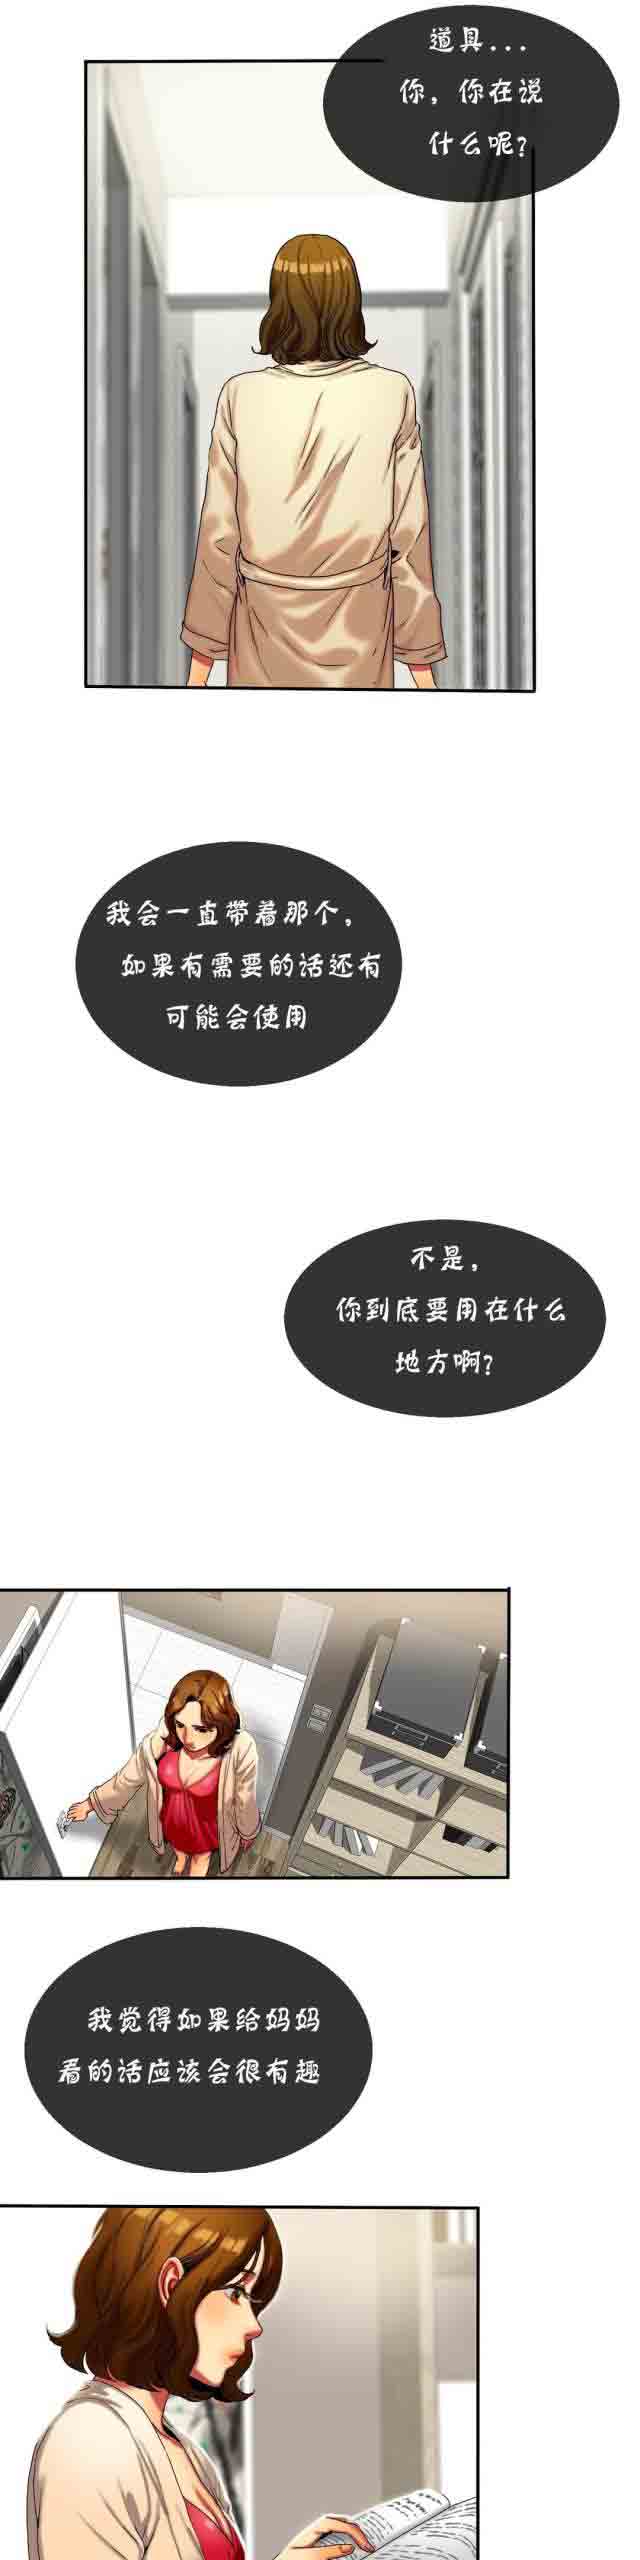 道具...
你，你在说
什么呢？
我会一直带着那个，
如果有需要的话还有
可能会使用
不是，
你到底要用在什么
地方啊？
我觉得如果给妈妈
看的话应该会很有趣